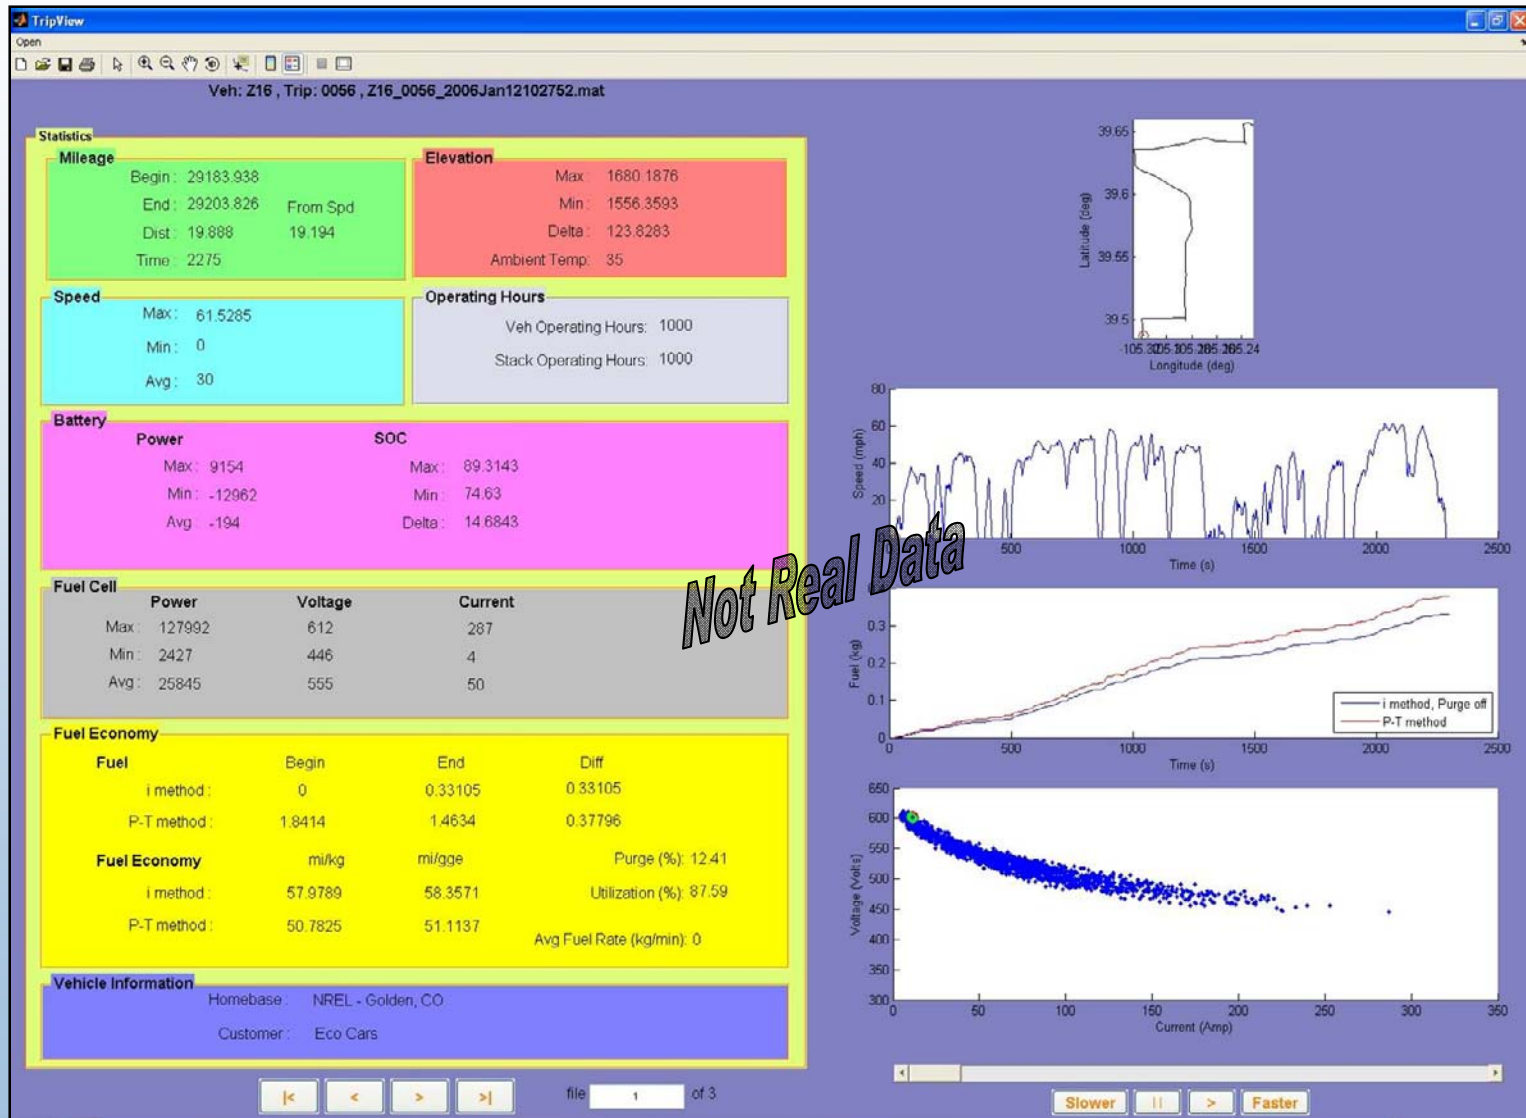 TripView
Open
Veh: Z16 , Trip: 0056 , Z16_0056_2006Jan12102752.mat
Statistics
Mileage
Begin : 29183.938
End : 29203.826 From Spd
Dist : 19.888 19.194
Time : 2275
Elevation
Max 1680.1876
Min : 1556.3593
Delta : 123.8283
Ambient Temp: 35
Speed
Max : 61.5285
Min : 0
Avg : 30
Operating Hours
Veh Operating Hours: 1000
Stack Operating Hours: 1000
Battery
Power SOC
Max : 9154 Max : 89.3143
Min : -12962 Min : 74.63
Avg : -194 Delta : 14.6843
Fuel Cell
Power Voltage Current
Max : 127992 612 287
Min : 2427 446 4
Avg : 25845 555 50
Fuel Economy
Fuel Begin End Diff
i method : 0 0.33105 0.33105
P-T method : 1.8414 1.4634 0.37796
Fuel Economy mi/kg mi/gge Purge (%): 12.41
i method : 57.9789 58.3571 Utilization (%): 87.59
P-T method : 50.7825 51.1137
Avg Fuel Rate (kg/min): 0
Vehicle Information
Homebase : NREL - Golden, CO
Customer : Eco Cars
|< < > >| file 1 of 3
Not Real Data
39.65
39.6
39.55
39.5
Latitude (deg)
Longitude (deg)
80
60
40
20
Speed (mph)
500 1000 1500 2000 2500
Time (s)
0.3
0.2
0.1
0
Fuel (kg)
i method, Purge off
P-T method
0 500 1000 1500 2000 2500
Time (s)
650
600
550
500
450
400
350
300
Voltage (Volts)
0 50 100 150 200 250 300 350
Current (Amp)
Slower || > Faster